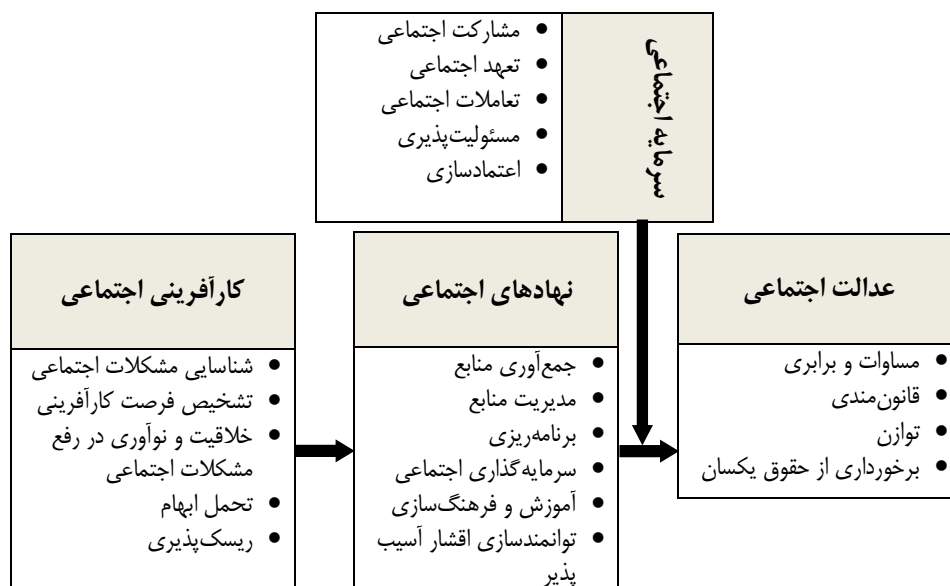 سرمایه اجتماعی
• مشارکت اجتماعی
• تعهد اجتماعی
• تعاملات اجتماعی
• مسئولیت‌پذیری
• اعتمادسازی
عدالت اجتماعی
• مساوات و برابری
• قانون‌مندی
• توازن
• برخورداری از حقوق یکسان
نهادهای اجتماعی
• جمع‌آوری منابع
• مدیریت منابع
• برنامه‌ریزی
• سرمایه‌گذاری اجتماعی
• آموزش و فرهنگ‌سازی
• توانمندسازی اقشار آسیب
پذیر
کارآفرینی اجتماعی
• شناسایی مشکلات اجتماعی
• تشخیص فرصت کارآفرینی
• خلاقیت و نوآوری در رفع
مشکلات اجتماعی
• تحمل ابهام
• ریسک‌پذیری